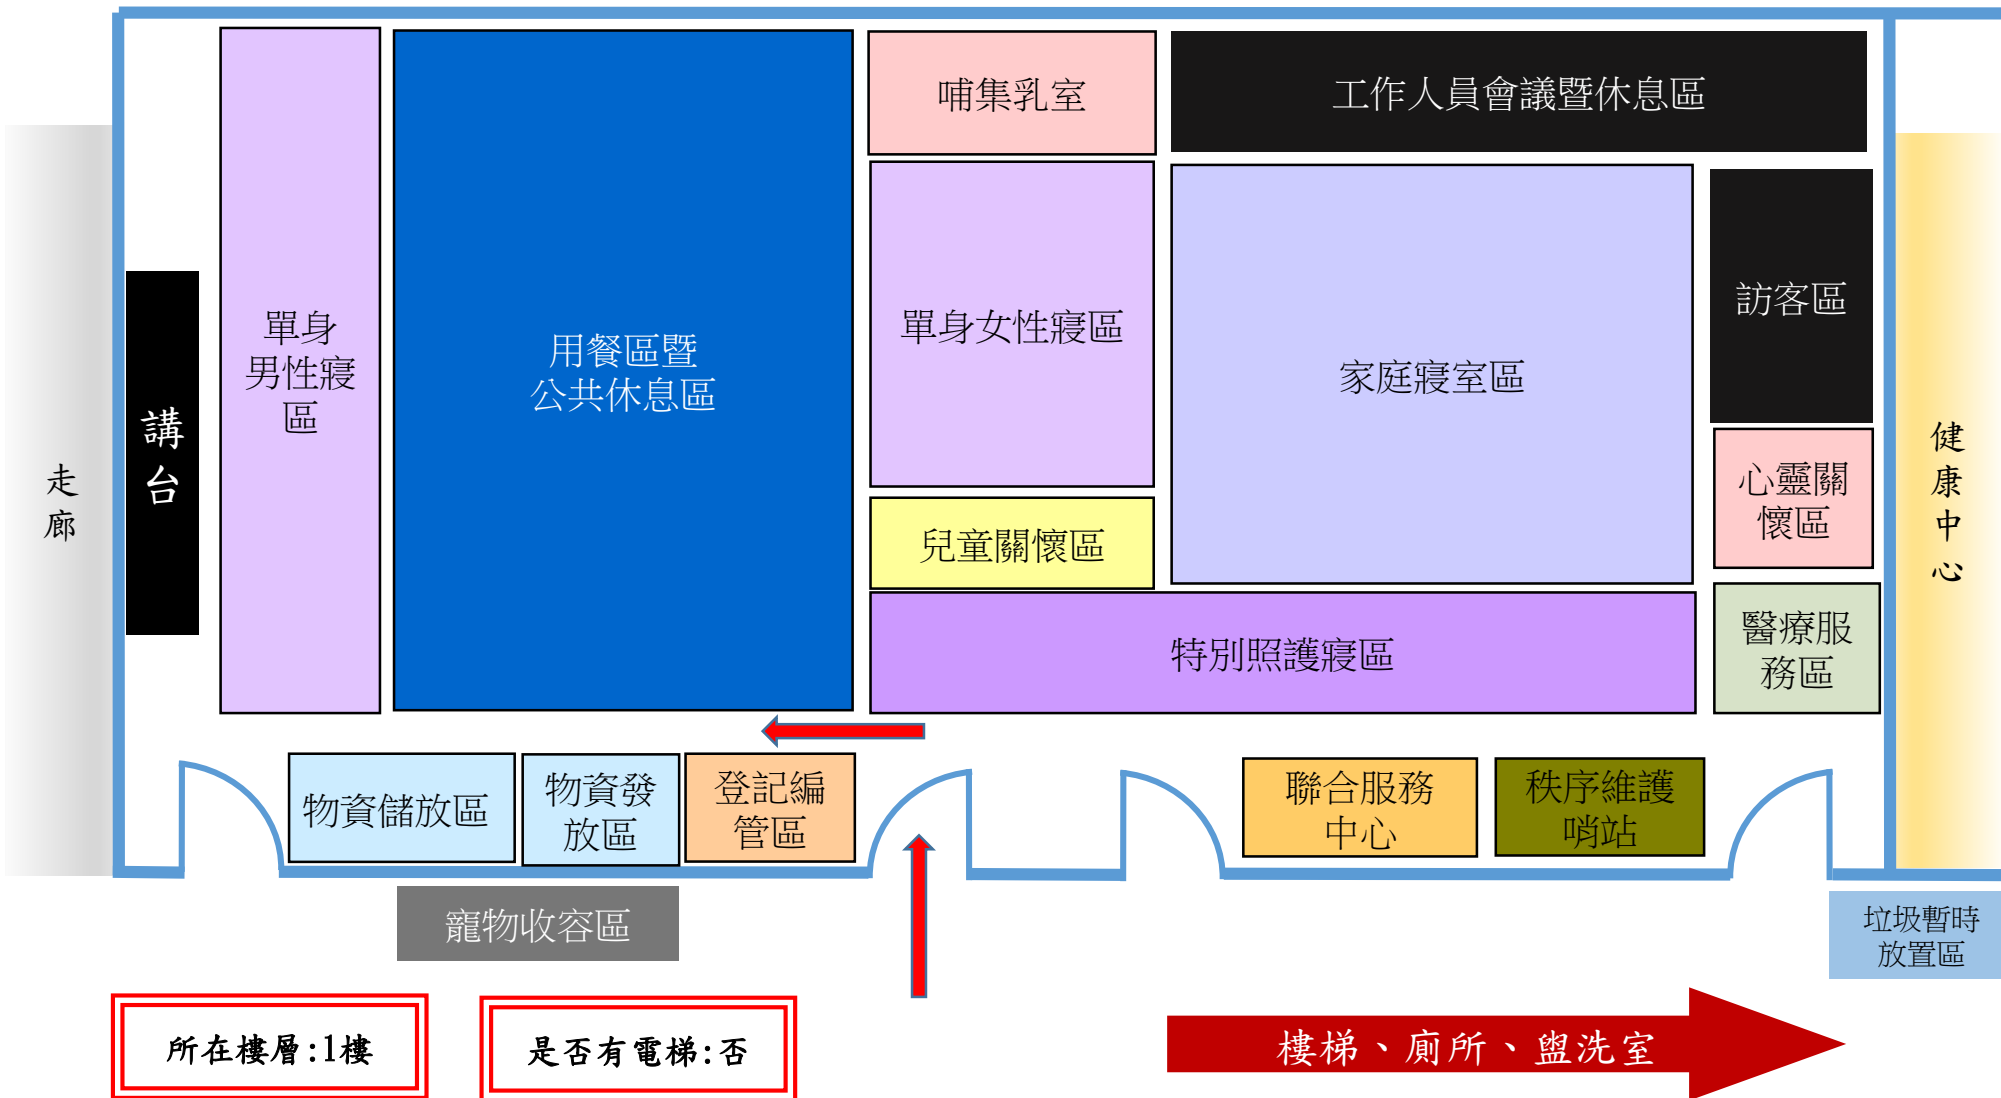 哺集乳室
工作人員會議暨休息區
單身
男性寢
區
用餐區暨
公共休息區
單身女性寢區
家庭寢室區
訪客區
講
台
走
廊
心靈關
懷區
健
康
中
心
兒童關懷區
特別照護寢區
醫療服
務區
物資儲放區
物資發
放區
登記編
管區
聯合服務
中心
秩序維護
哨站
寵物收容區
垃圾暫時
放置區
所在樓層:1樓
是否有電梯:否
樓梯、廁所、盥洗室